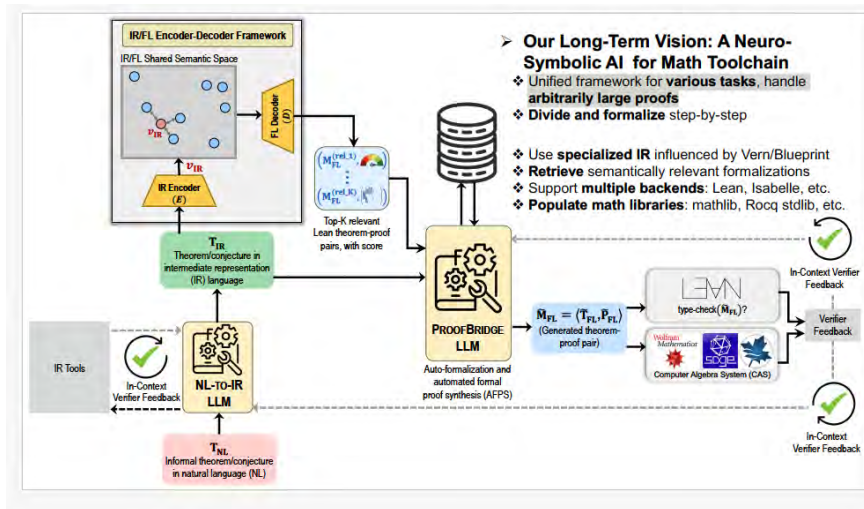 IR/FL Encoder-Decoder Framework
IR/FL Shared Semantic Space
v_IR
v_IR
IR Encoder
(E)
FL Decoder
(D)
(M_FL^(rel_1),
⋮
(M_FL^(rel_K),
Top-K relevant
Lean theorem-proof
pairs, with score
T_IR
Theorem/conjecture in
intermediate representation
(IR) language
IR Tools
In-Context
Verifier Feedback
NL-TO-IR
LLM
T_NL
Informal theorem/conjecture
in natural language (NL)
PROOFBRIDGE
LLM
Auto-formalization and
automated formal
proof synthesis (AFPS)
➢ Our Long-Term Vision: A Neuro-
Symbolic AI for Math Toolchain
❖ Unified framework for various tasks, handle
arbitrarily large proofs
❖ Divide and formalize step-by-step
❖ Use specialized IR influenced by Vern/Blueprint
❖ Retrieve semantically relevant formalizations
❖ Support multiple backends: Lean, Isabelle, etc.
❖ Populate math libraries: mathlib, Rocq stdlib, etc.
In-Context Verifier
Feedback
M̂_FL = ⟨T̂_FL, P̂_FL⟩
(Generated theorem-
proof pair)
LEAN
type-check(M̂_FL)?
Wolfram
Mathematica
sage
Computer Algebra System (CAS)
Verifier
Feedback
In-Context
Verifier Feedback